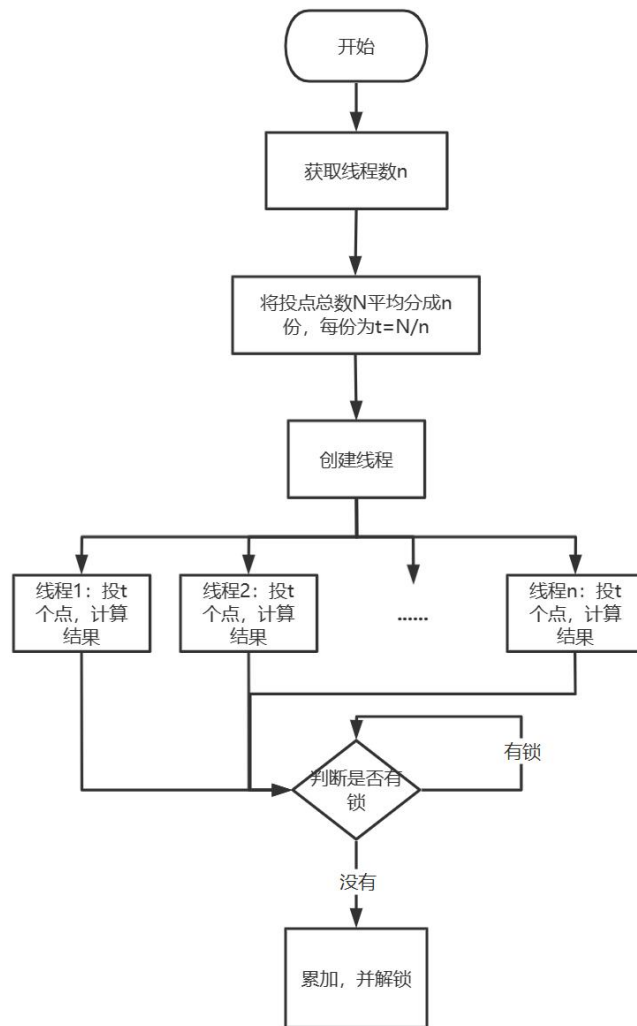 开始
获取线程数n
将投点总数N平均分成n
份，每份为t=N/n
创建线程
线程1：投t
个点，计算
结果
线程2：投t
个点，计算
结果
......
线程n：投t
个点，计算
结果
有锁
判断是否有
锁
没有
累加，并解锁